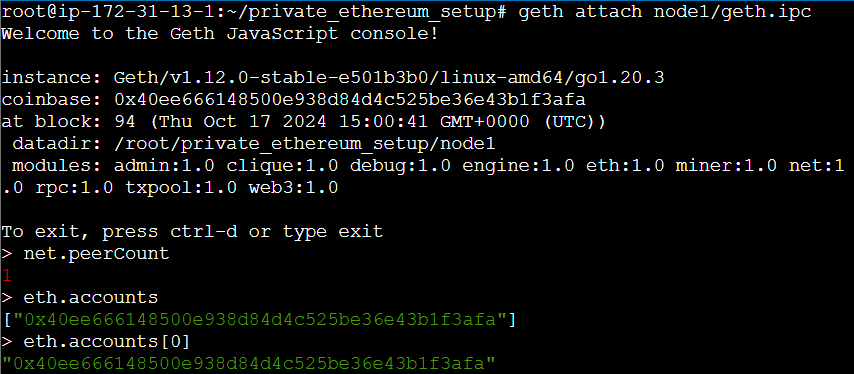 root@ip-172-31-13-1:~/private_ethereum_setup# geth attach node1/geth.ipc
Welcome to the Geth JavaScript console!
instance: Geth/v1.12.0-stable-e501b3b0/linux-amd64/go1.20.3
coinbase: 0x40ee666148500e938d84d4c525be36e43b1f3afa
at block: 94 (Thu Oct 17 2024 15:00:41 GMT+0000 (UTC))
 datadir: /root/private_ethereum_setup/node1
 modules: admin:1.0 clique:1.0 debug:1.0 engine:1.0 eth:1.0 miner:1.0 net:1
.0 rpc:1.0 txpool:1.0 web3:1.0
To exit, press ctrl-d or type exit
> net.peerCount
1
> eth.accounts
["0x40ee666148500e938d84d4c525be36e43b1f3afa"]
> eth.accounts[0]
"0x40ee666148500e938d84d4c525be36e43b1f3afa"